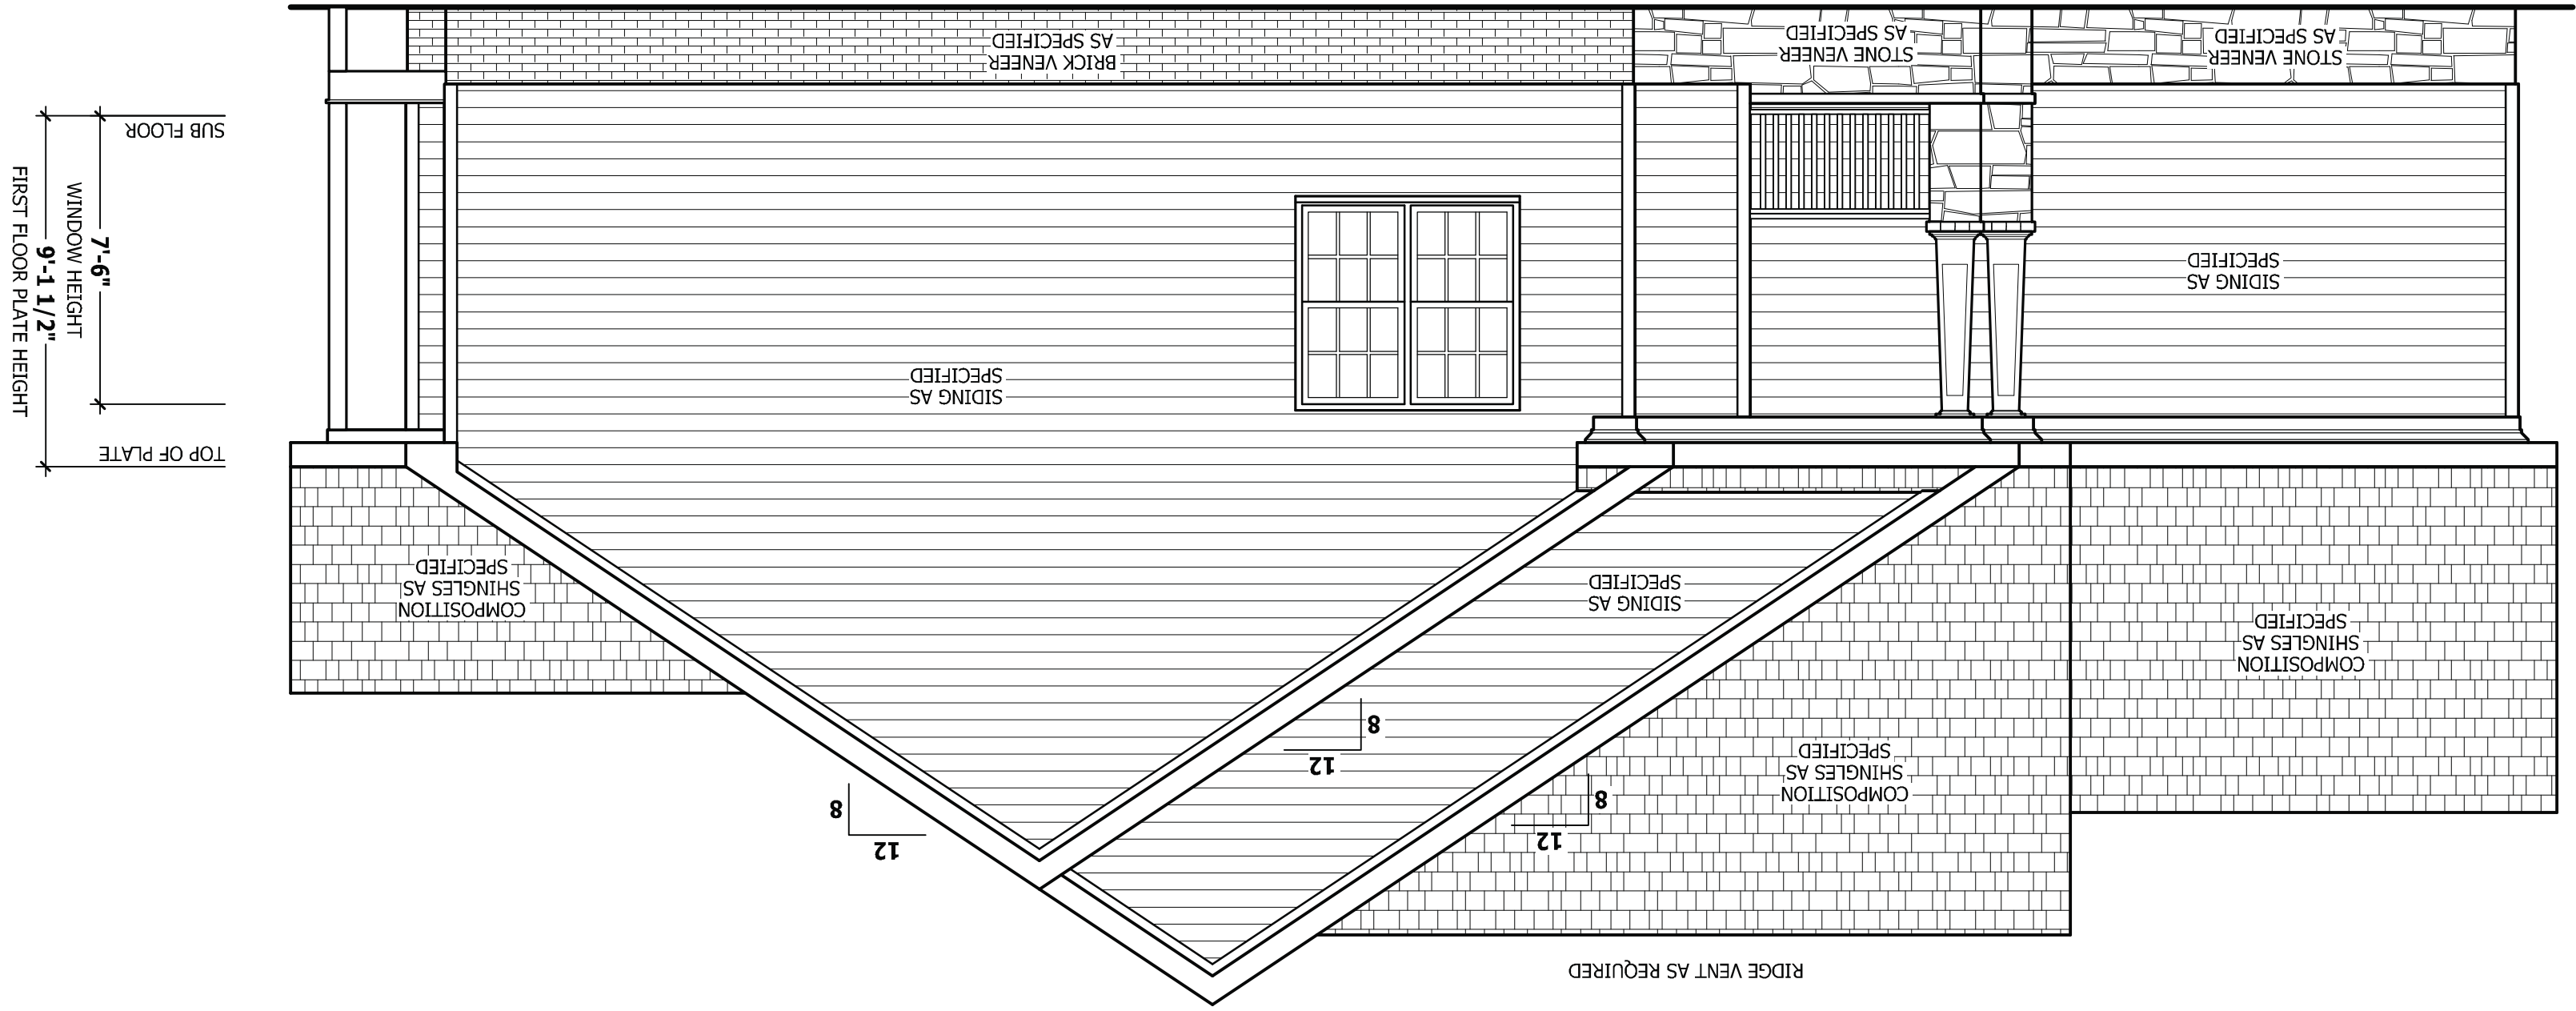 RIDGE VENT AS REQUIRED
12
8
12
8
12
8
COMPOSITION
SHINGLES AS
SPECIFIED
COMPOSITION
SHINGLES AS
SPECIFIED
COMPOSITION
SHINGLES AS
SPECIFIED
SIDING AS
SPECIFIED
TOP OF PLATE
SIDING AS
SPECIFIED
SIDING AS
SPECIFIED
7'-6"
WINDOW HEIGHT
9'-1 1/2"
FIRST FLOOR PLATE HEIGHT
SUB FLOOR
STONE VENEER
AS SPECIFIED
STONE VENEER
AS SPECIFIED
BRICK VENEER
AS SPECIFIED